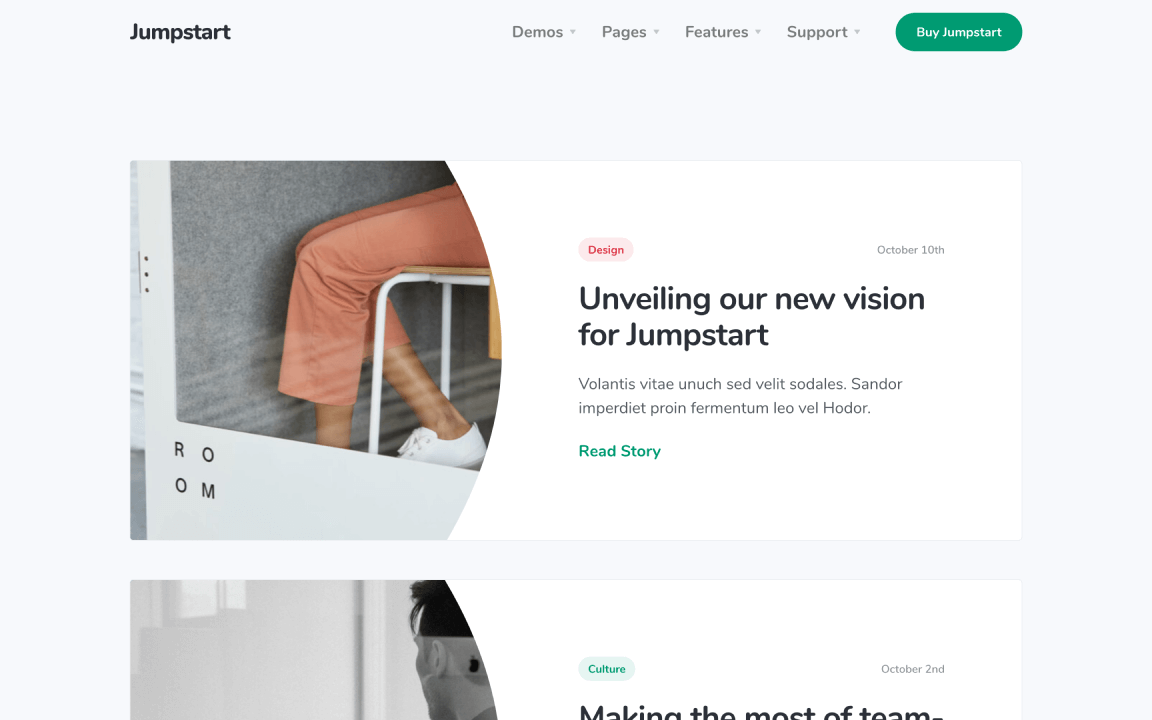 Jumpstart
Demos
Pages
Features
Support
Buy Jumpstart
R O
O M
Design
October 10th
Unveiling our new vision
for Jumpstart
Volantis vitae unuch sed velit sodales. Sandor
imperdiet proin fermentum leo vel Hodor.
Read Story
Culture
October 2nd
Making the most of team-